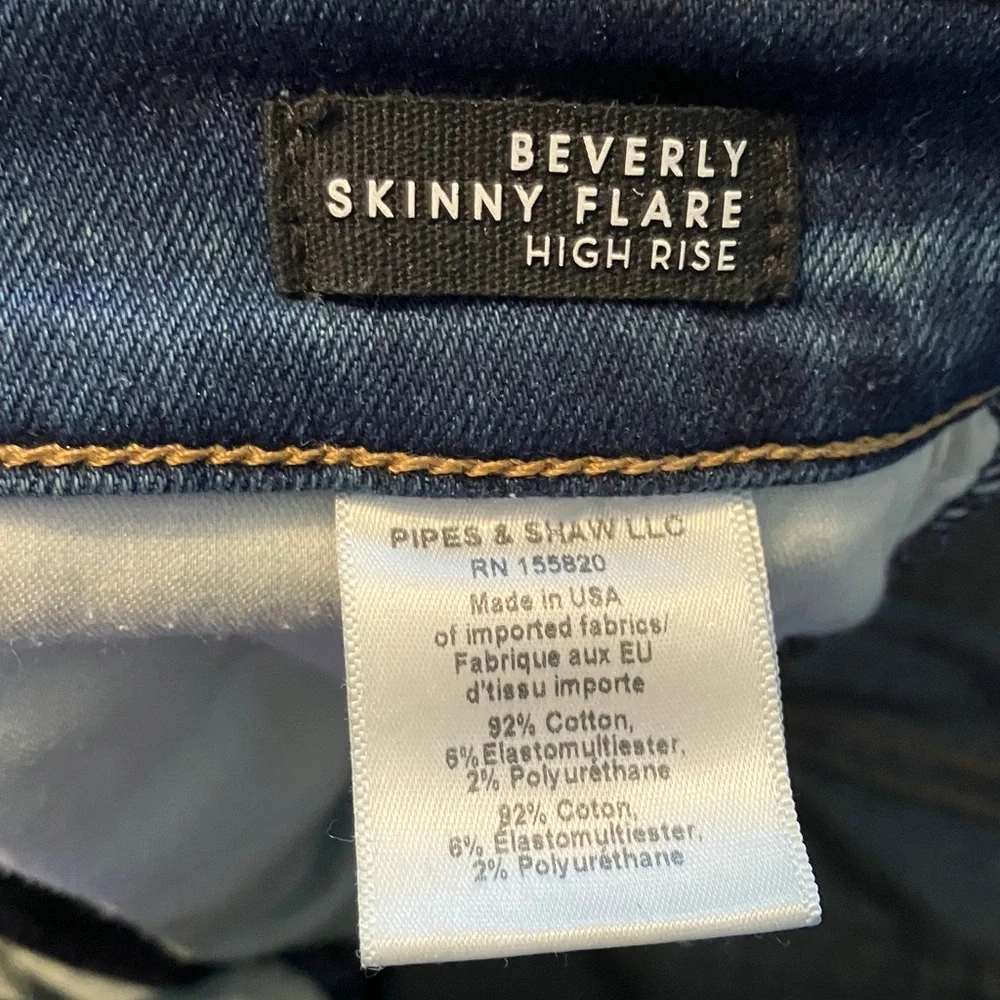 BEVERLY
SKINNY FLARE
HIGH RISE
PIPES & SHAW LLC
RN 155820
Made in USA
of imported fabrics/
Fabrique aux EU
d'tissu importe
92% Cotton,
6% Elastomultiester,
2% Polyuréthane
92% Coton,
6% Élastomultiester,
2% Polyuréthane